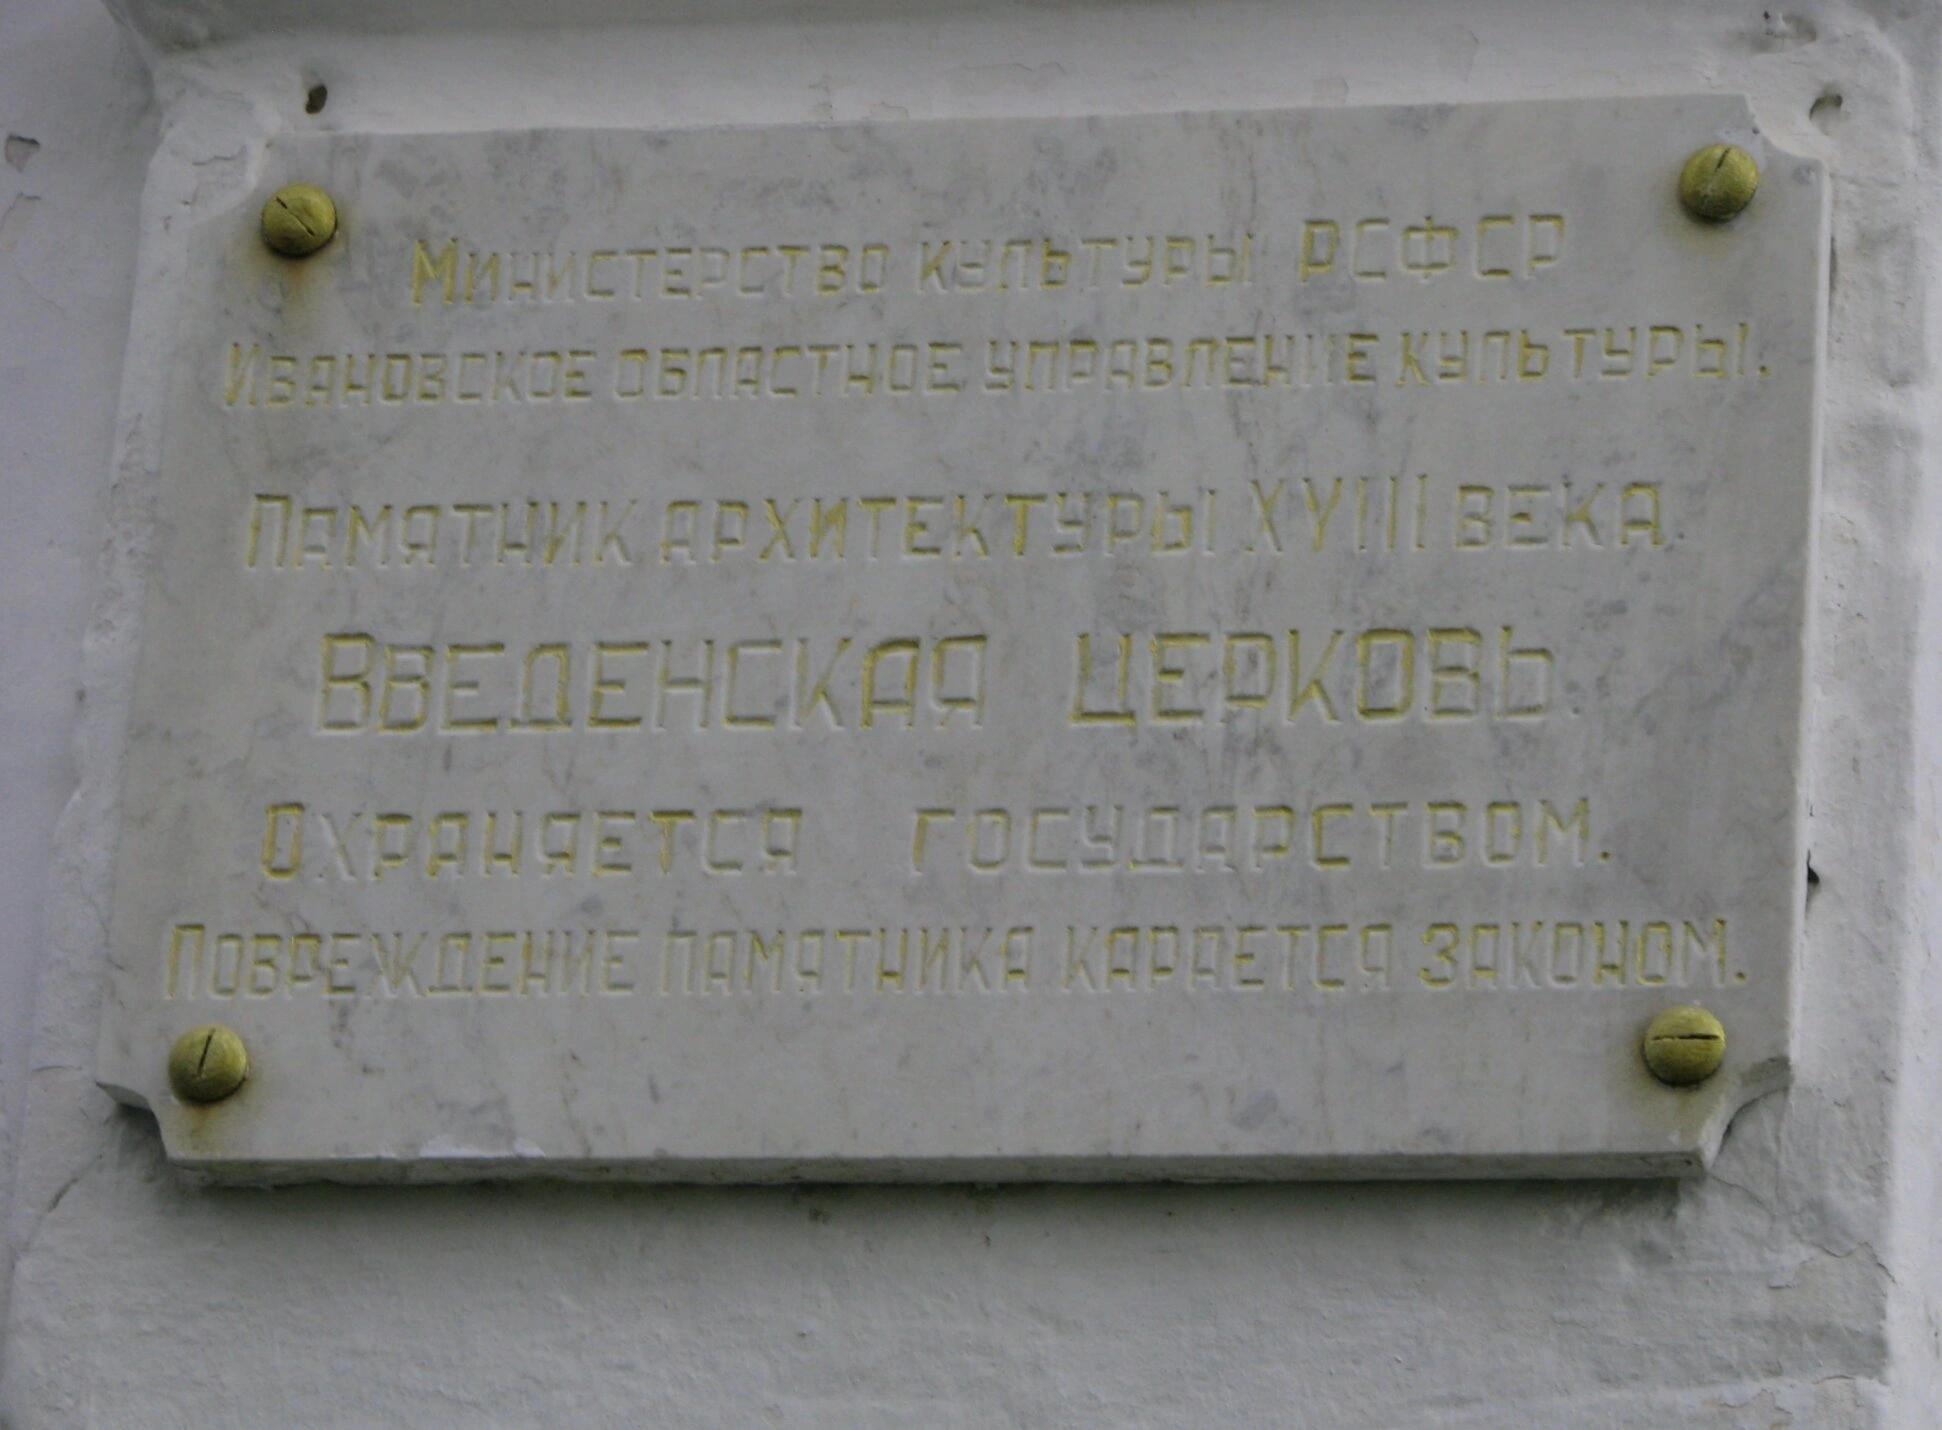 Министерство культуры РСФСР
Ивановское областное управление культуры.
Памятник архитектуры XVIII века.
Введенская церковь.
Охраняется государством.
Повреждение памятника карается законом.